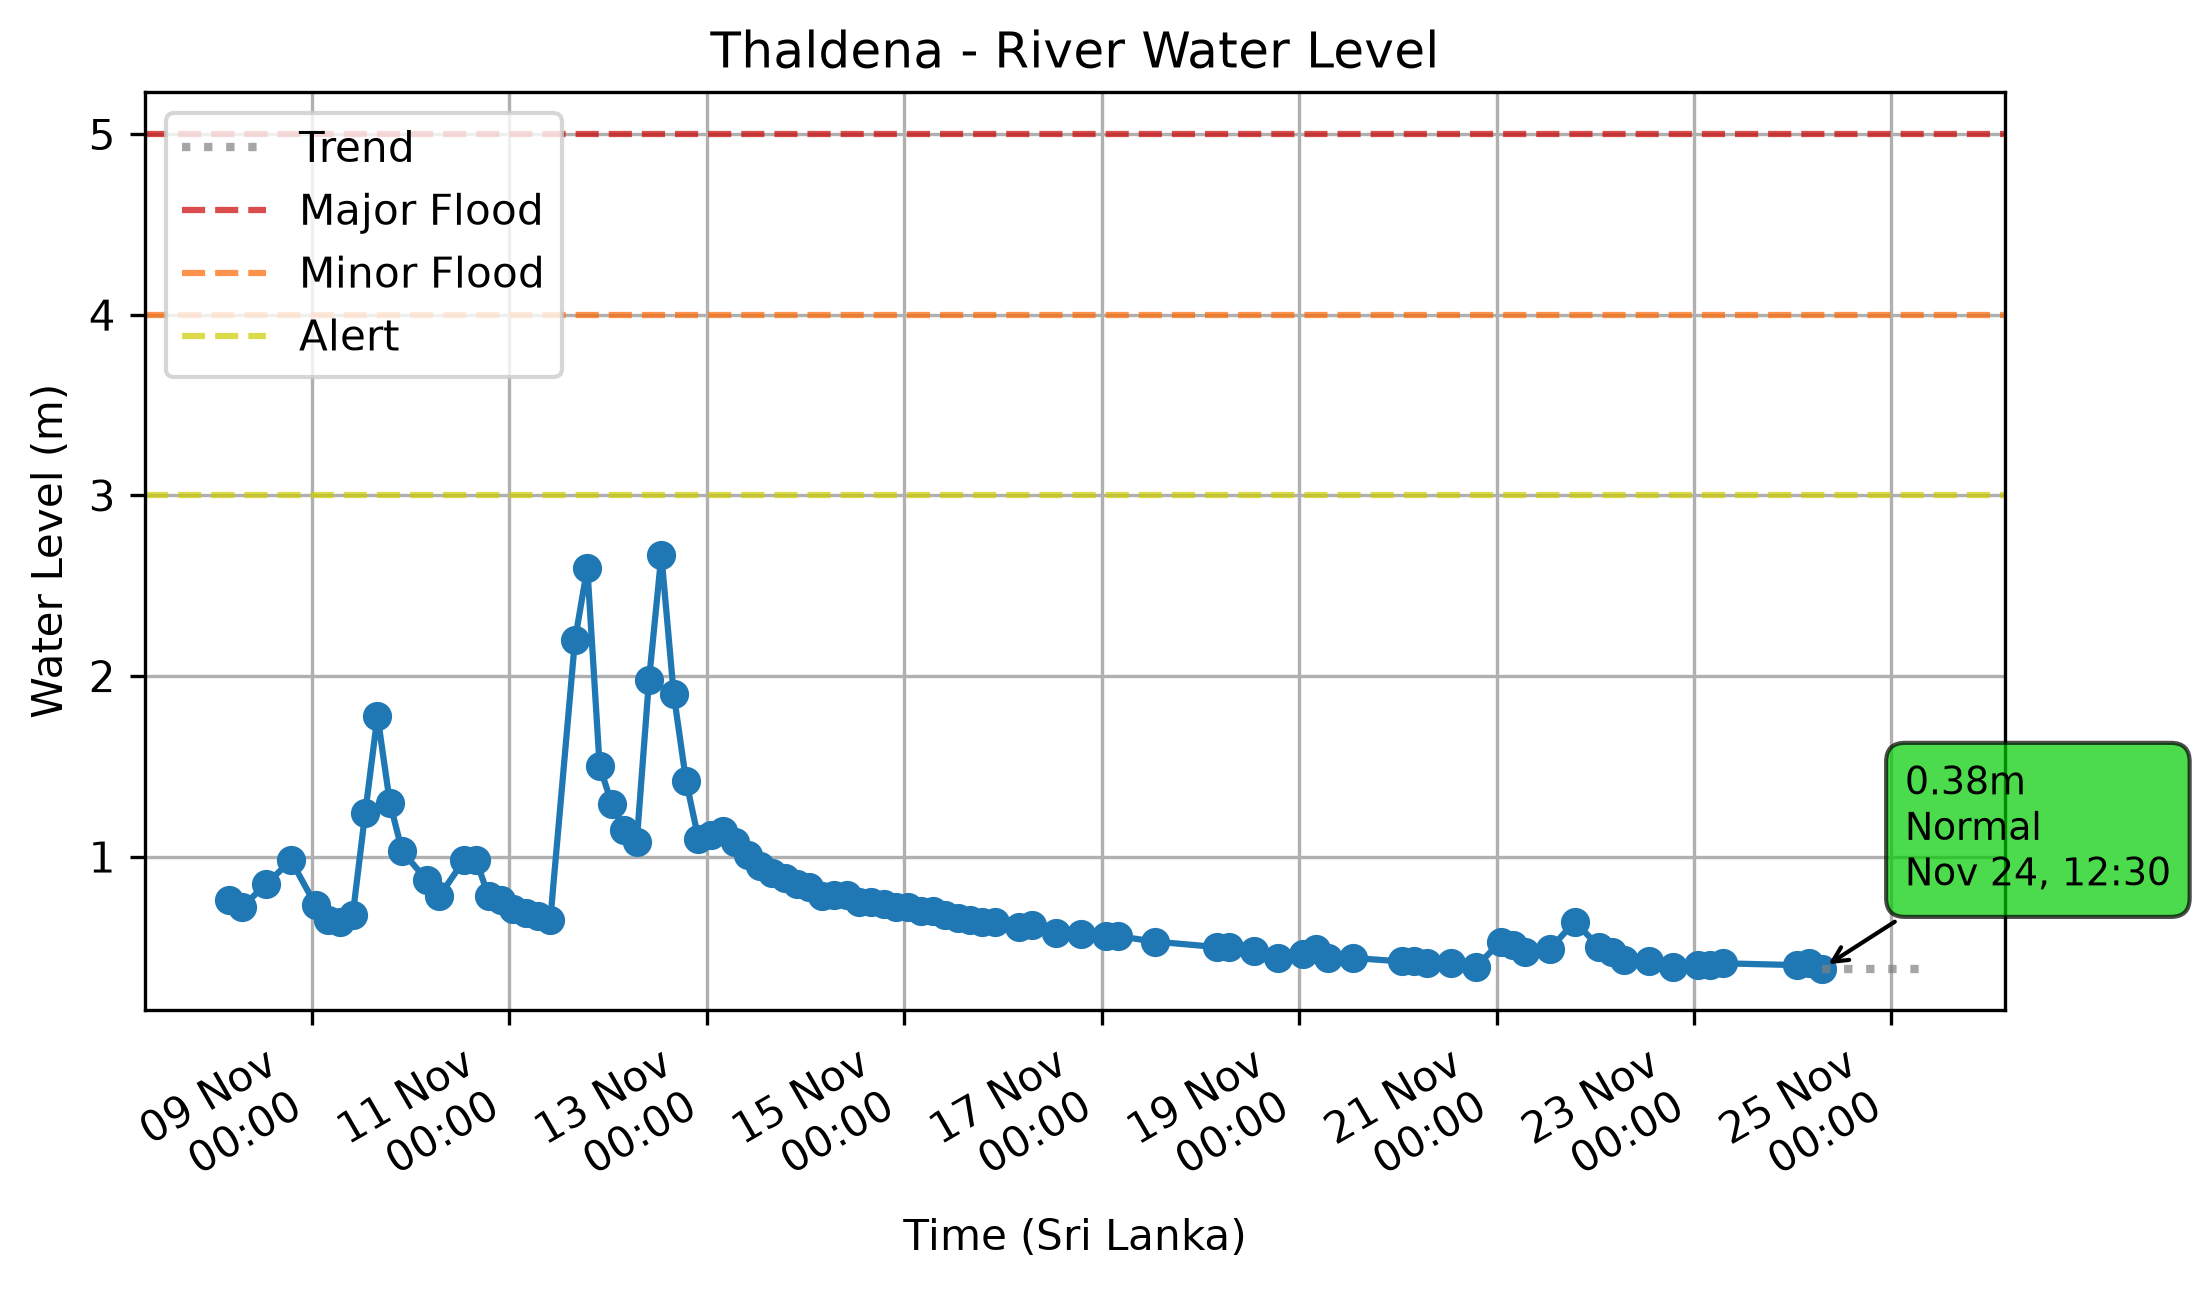 Thaldena - River Water Level
Trend
Major Flood
Minor Flood
Alert
Water Level (m)
5
4
3
2
1
0.38m
Normal
Nov 24, 12:30
09 Nov
00:00
11 Nov
00:00
13 Nov
00:00
15 Nov
00:00
17 Nov
00:00
19 Nov
00:00
21 Nov
00:00
23 Nov
00:00
25 Nov
00:00
Time (Sri Lanka)